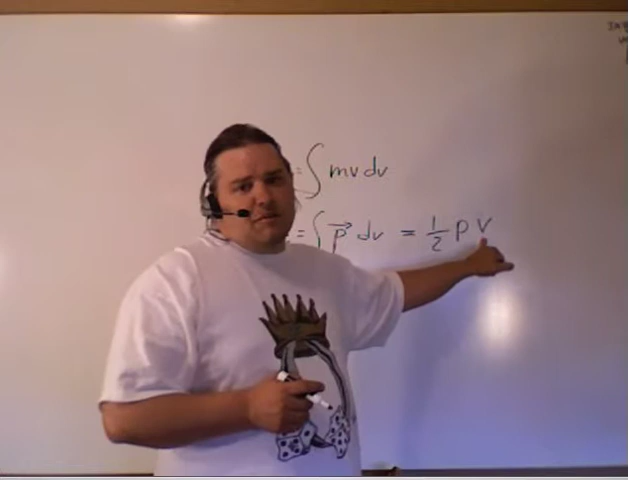 = ∫ mv dv
= ∫ p⃗ dv = 1/2 p v